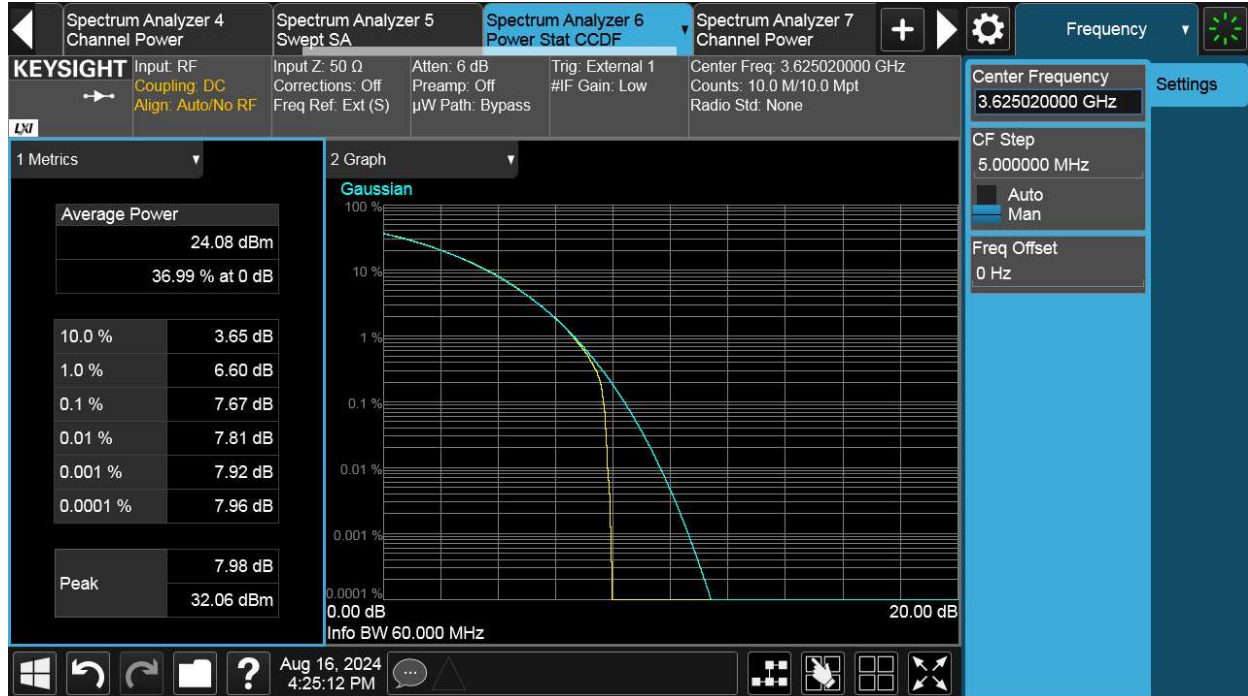 Spectrum Analyzer 4
Channel Power
Spectrum Analyzer 5
Swept SA
Spectrum Analyzer 6
Power Stat CCDF
Spectrum Analyzer 7
Channel Power
+
Frequency
KEYSIGHT
LXI
Input: RF
Coupling: DC
Align: Auto/No RF
Input Z: 50 Ω
Corrections: Off
Freq Ref: Ext (S)
Atten: 6 dB
Preamp: Off
µW Path: Bypass
Trig: External 1
#IF Gain: Low
Center Freq: 3.625020000 GHz
Counts: 10.0 M/10.0 Mpt
Radio Std: None
Center Frequency
3.625020000 GHz
Settings
CF Step
5.000000 MHz
Auto
Man
Freq Offset
0 Hz
1 Metrics
Average Power
24.08 dBm
36.99 % at 0 dB
10.0 % 3.65 dB
1.0 % 6.60 dB
0.1 % 7.67 dB
0.01 % 7.81 dB
0.001 % 7.92 dB
0.0001 % 7.96 dB
Peak
7.98 dB
32.06 dBm
2 Graph
Gaussian
100 %
10 %
1 %
0.1 %
0.01 %
0.001 %
0.0001 %
0.00 dB 20.00 dB
Info BW 60.000 MHz
?
Aug 16, 2024
4:25:12 PM